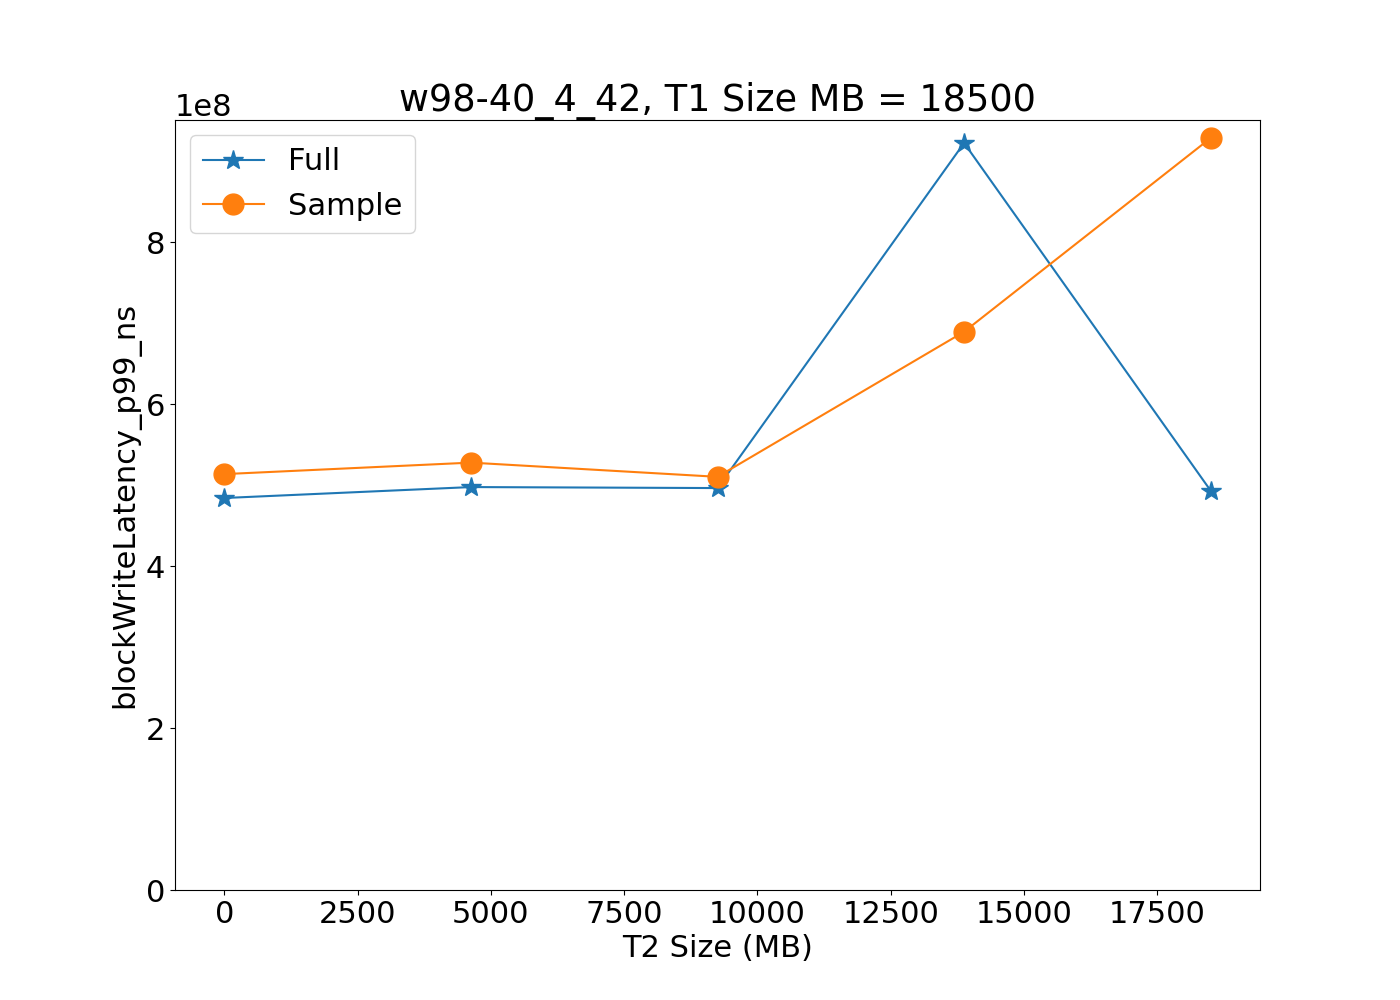 w98-40_4_42, T1 Size MB = 18500
1e8
Full
Sample
8
6
4
2
0
blockWriteLatency_p99_ns
0 2500 5000 7500 10000 12500 15000 17500
T2 Size (MB)